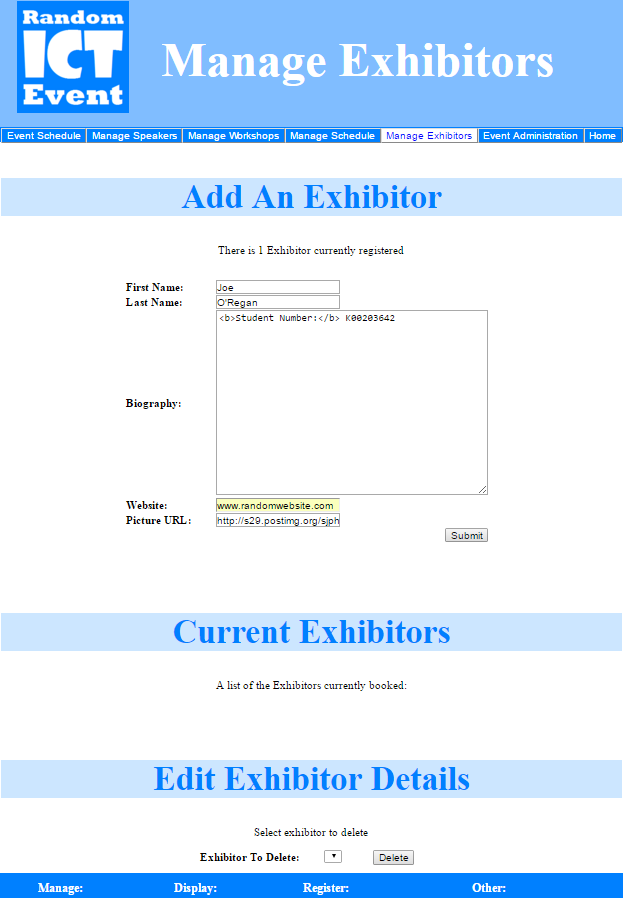 Random
ICT
Event
Manage Exhibitors
Event Schedule Manage Speakers Manage Workshops Manage Schedule Manage Exhibitors Event Administration Home
Add An Exhibitor
There is 1 Exhibitor currently registered
First Name: Joe
Last Name: O'Regan
<b>Student Number:</b> K00203642
Biography:
Website: www.randomwebsite.com
Picture URL: http://s29.postimg.org/sjph
Submit
Current Exhibitors
A list of the Exhibitors currently booked:
Edit Exhibitor Details
Select exhibitor to delete
Exhibitor To Delete: Delete
Manage: Display: Register: Other: